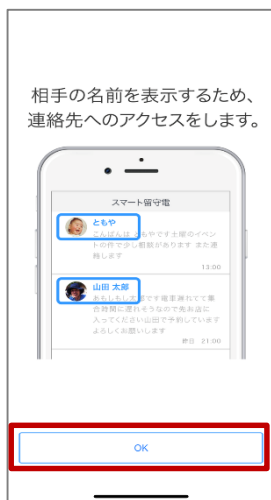 相手の名前を表示するため、
連絡先へのアクセスをします。
スマート留守電
ともや
こんばんは ともやです土曜のイベン
トの件で少し相談があります また連
絡します
13:00
山田 太郎
あもしもし太郎です電車遅れてて集
合時間に遅れそうなので先お店に
入ってください山田で予約しています
よろしくお願いします
昨日 21:00
OK